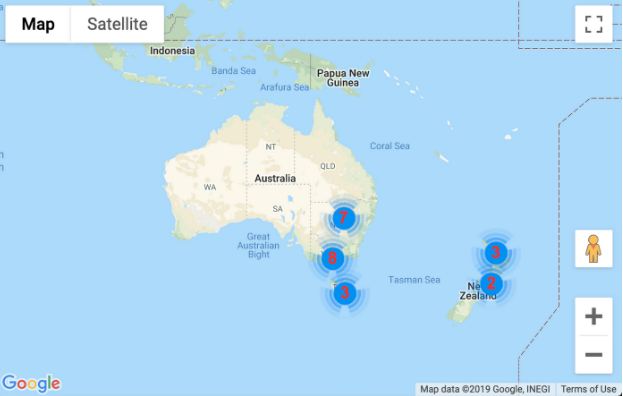 Map
Satellite
Indonesia
Banda Sea
Papua New
Guinea
Arafura Sea
Coral Sea
NT
QLD
Australia
WA
SA
7
Great
Australian
Bight
8
3
Tasman Sea
3
2
Zealand
Google
Map data ©2019 Google, INEGI
Terms of Use